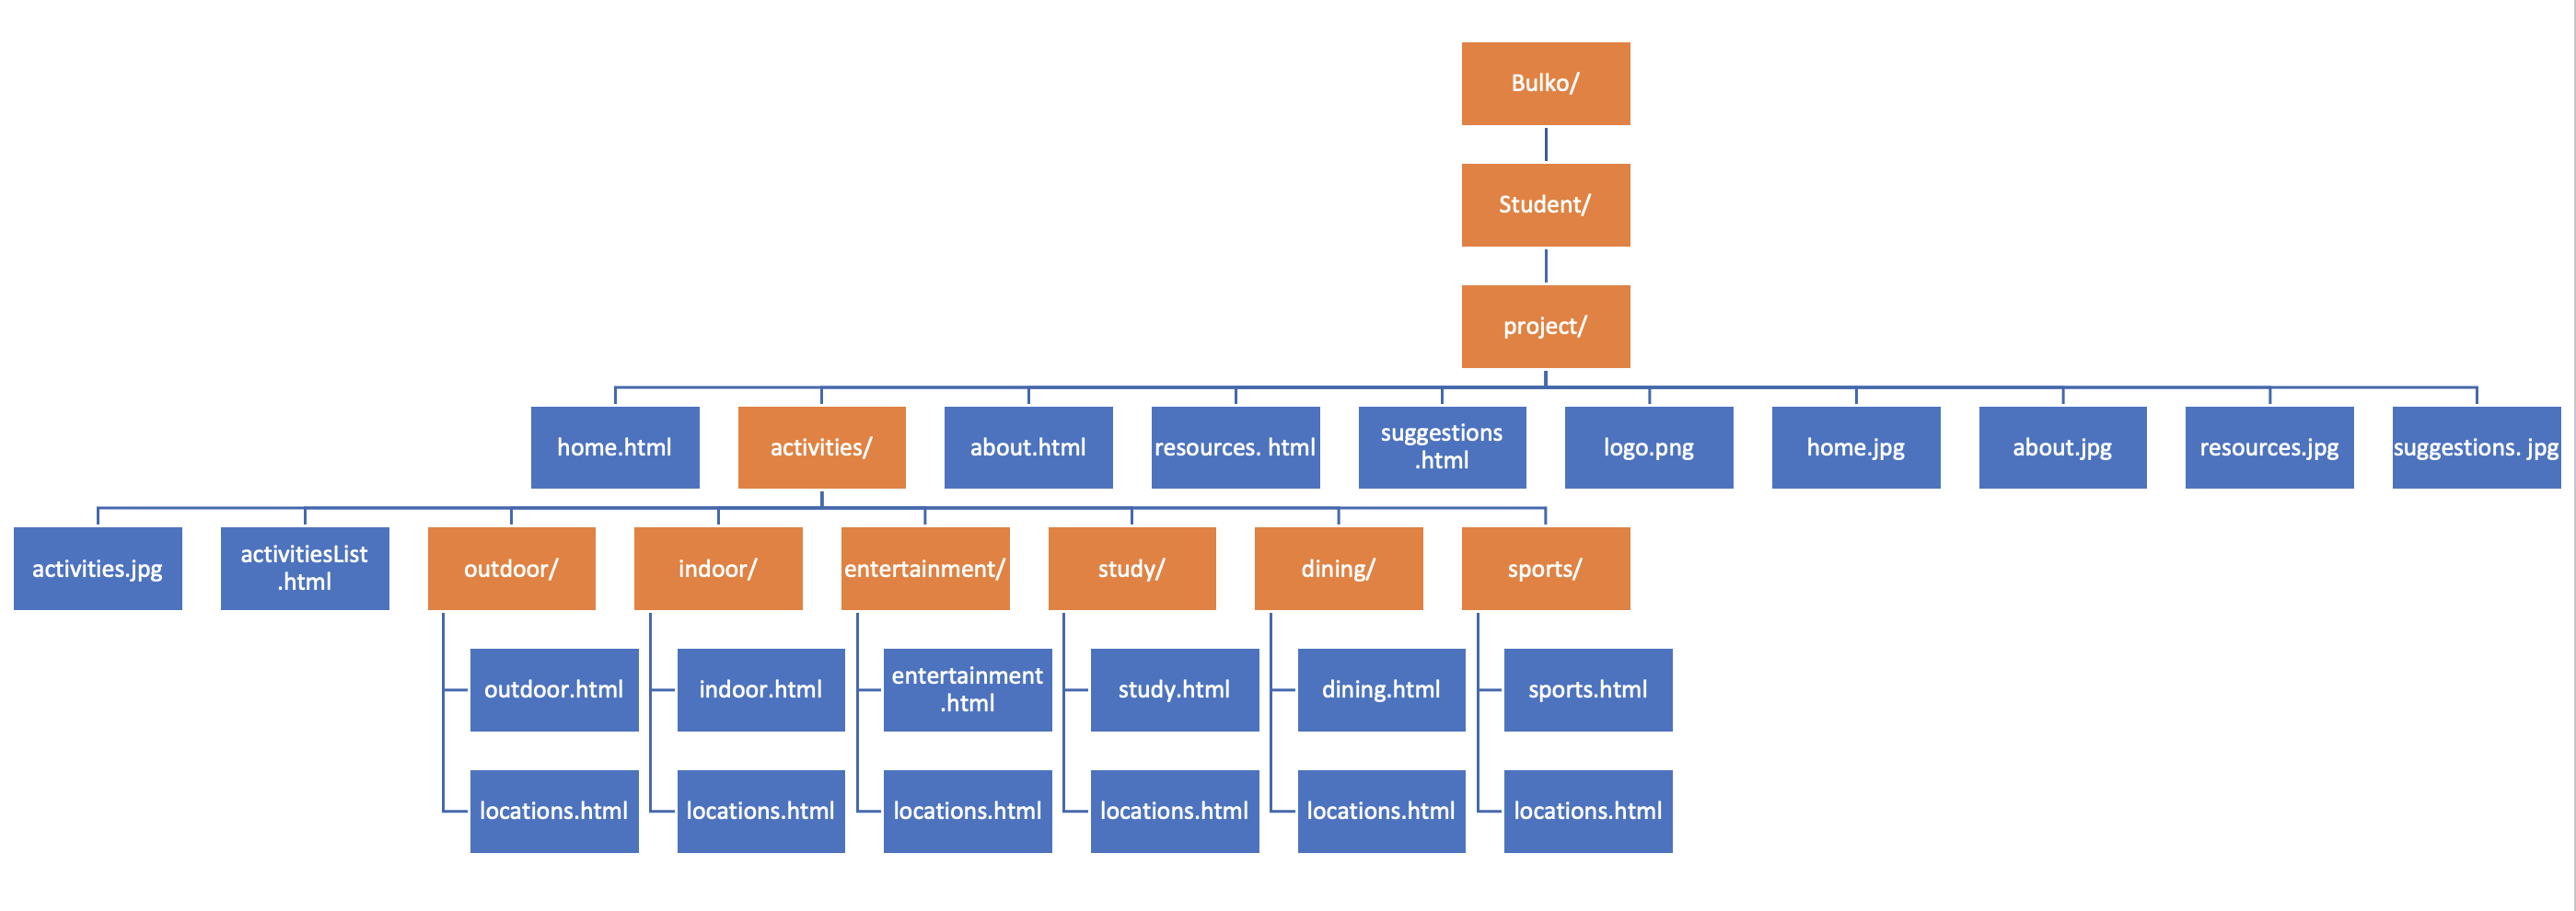 Bulko/
Student/
project/
home.html
activities/
about.html
resources. html
suggestions
.html
logo.png
home.jpg
about.jpg
resources.jpg
suggestions. jpg
activities.jpg
activitiesList
.html
outdoor/
indoor/
entertainment/
study/
dining/
sports/
outdoor.html
indoor.html
entertainment
.html
study.html
dining.html
sports.html
locations.html
locations.html
locations.html
locations.html
locations.html
locations.html